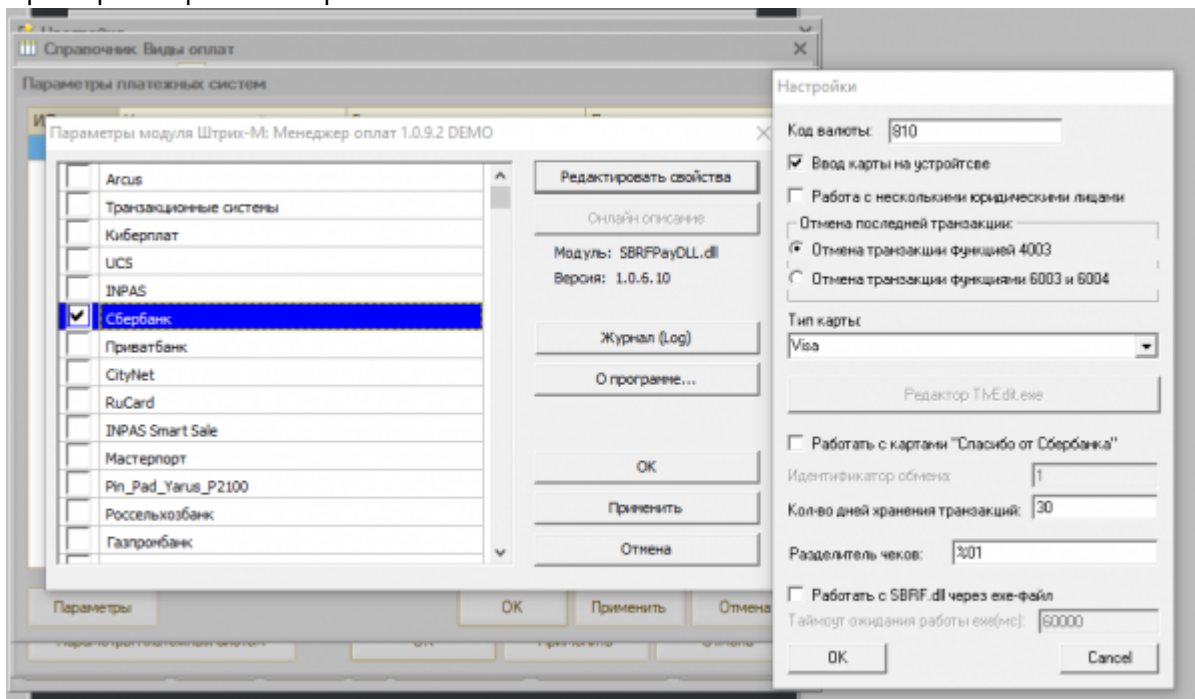 Справочник Виды оплат
Параметры платежных систем
Параметры модуля Штрих-М: Менеджер оплат 1.0.9.2 DEMO
Arcus
Транзакционные системы
Киберплат
UCS
INPAS
Сбербанк
Приватбанк
CityNet
RuCard
INPAS Smart Sale
Мастерпорт
Pin_Pad_Yarus_P2100
Россельхозбанк
Газпромбанк
Редактировать свойства
Онлайн описание
Модуль: SBRFPayDLL.dll
Версия: 1.0.6.10
Журнал (Log)
О программе...
ОК
Применить
Отмена
Параметры
ОК
Применить
Отмена
Настройки
Код валюты: 810
Ввод карты на устройтсве
Работа с несколькими юридическими лицами
Отмена последней транзакции:
Отмена транзакции функцией 4003
Отмена транзакции функциями 6003 и 6004
Тип карты:
Visa
Редактор TlvEdit.exe
Работать с картами "Спасибо от Сбербанка"
Идентификатор обмена: 1
Кол-во дней хранения транзакций: 30
Разделитель чеков: %01
Работать с SBRF.dll через exe-файл
Таймоут ожидания работы exe(мс): 60000
OK
Cancel